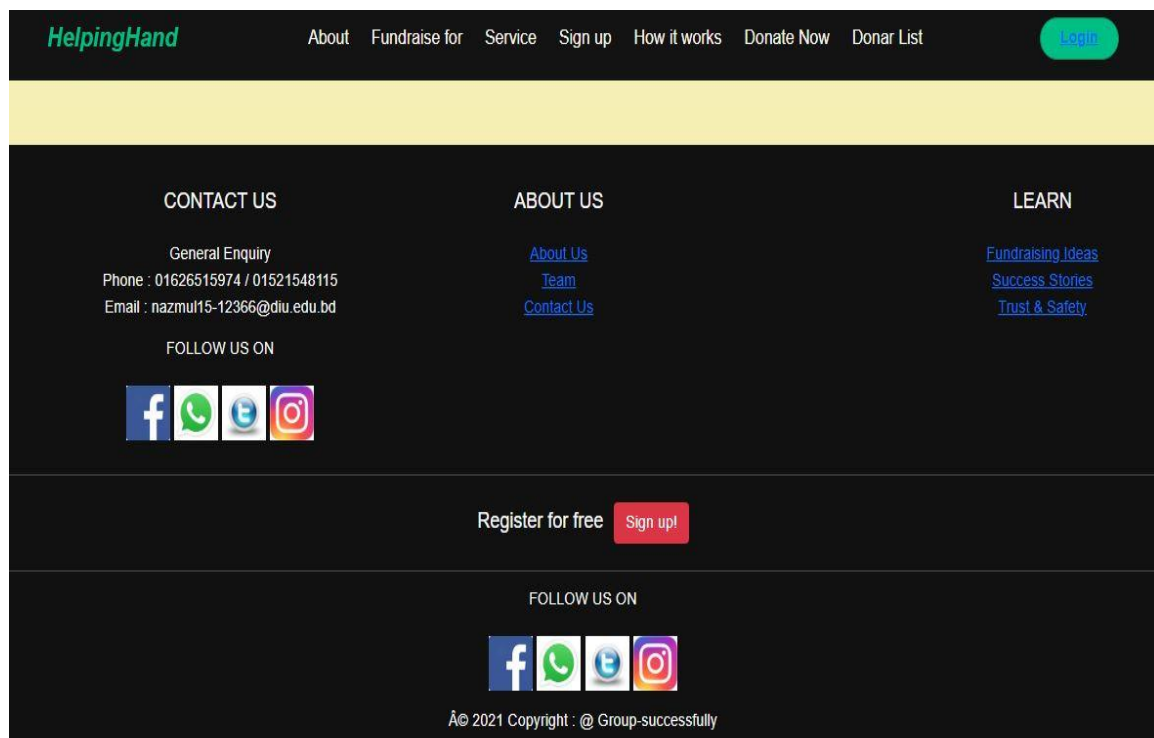 HelpingHand About Fundraise for Service Sign up How it works Donate Now Donar List Login
CONTACT US
General Enquiry
Phone : 01626515974 / 01521548115
Email : nazmul15-12366@diu.edu.bd
FOLLOW US ON
ABOUT US
About Us
Team
Contact Us
LEARN
Fundraising Ideas
Success Stories
Trust & Safety
Register for free Sign up!
FOLLOW US ON
Â© 2021 Copyright : @ Group-successfully